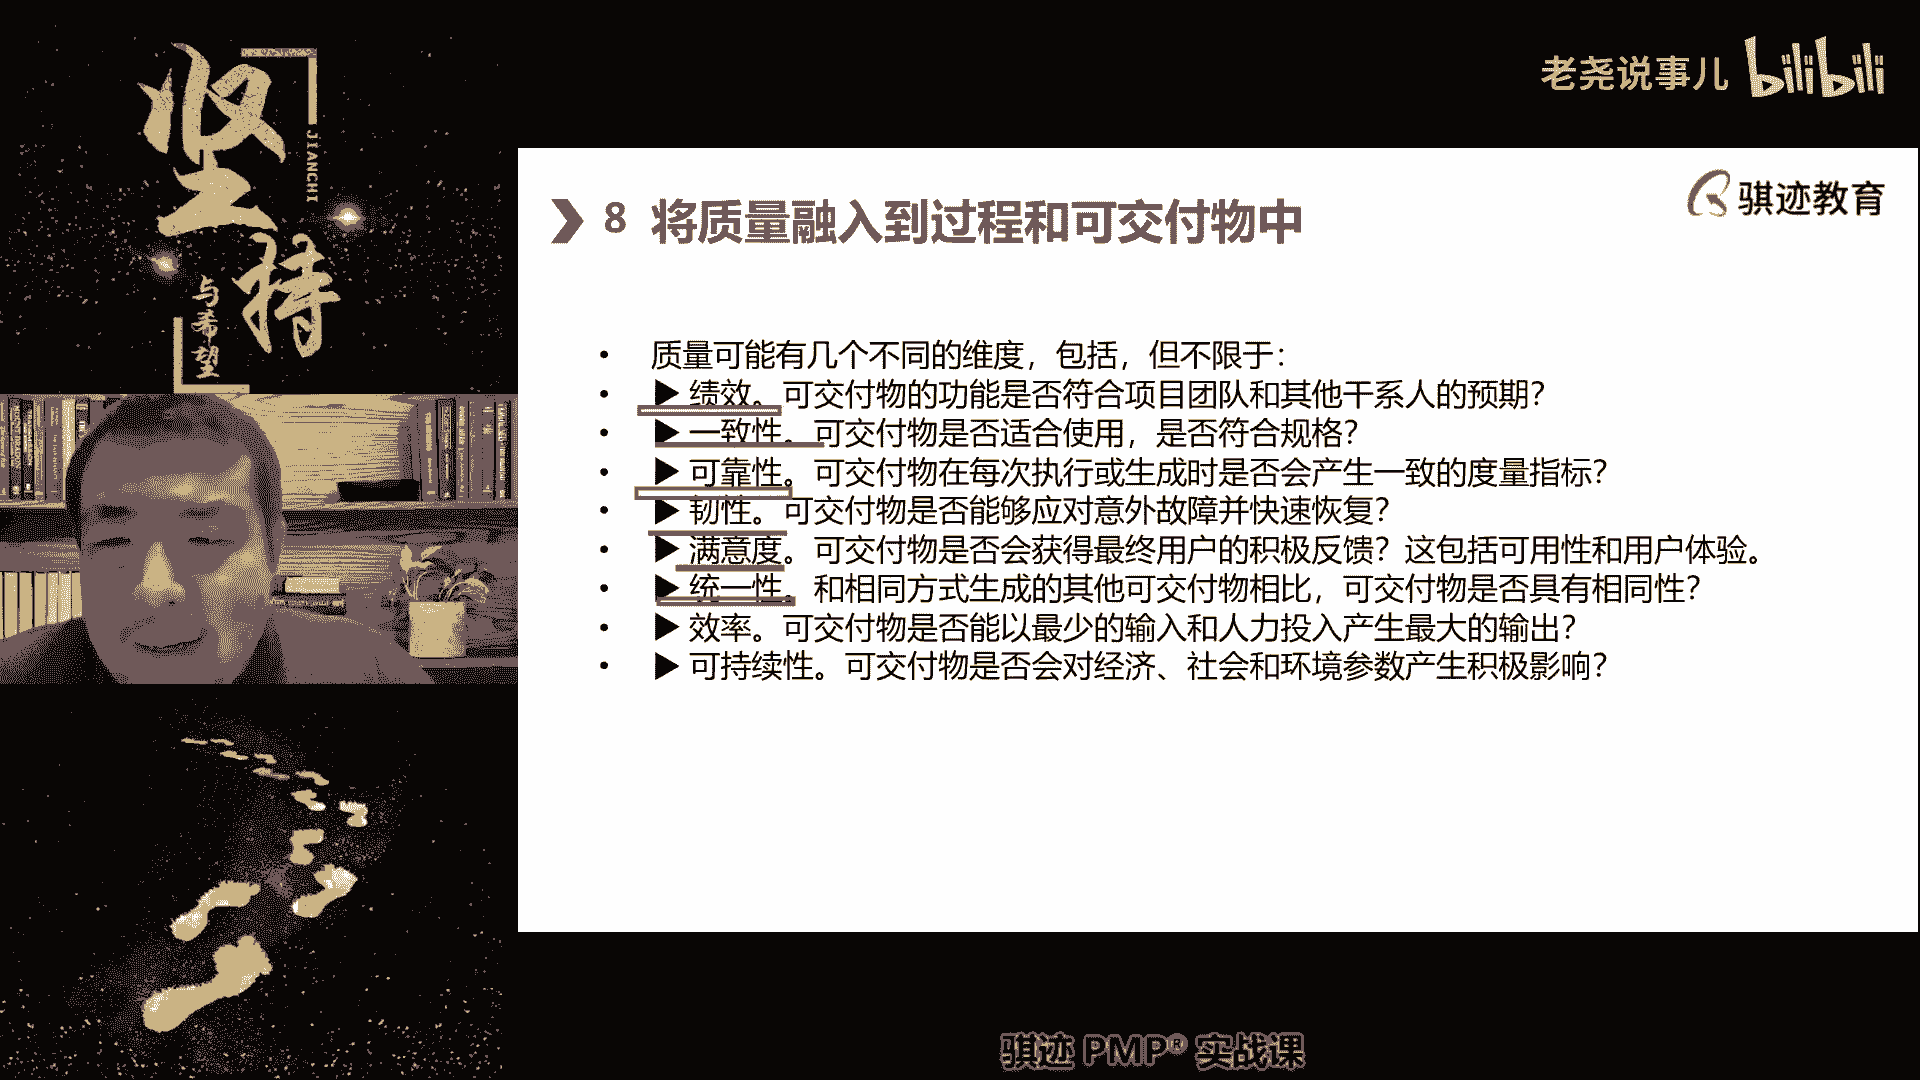 坚持
JIANCHI
与希望
老尧说事儿 bilibili
骐迹教育
8 将质量融入到过程和可交付物中
• 质量可能有几个不同的维度，包括，但不限于：
• ▶ 绩效。可交付物的功能是否符合项目团队和其他干系人的预期？
• ▶ 一致性。可交付物是否适合使用，是否符合规格？
• ▶ 可靠性。可交付物在每次执行或生成时是否会产生一致的度量指标？
• ▶ 韧性。可交付物是否能够应对意外故障并快速恢复？
• ▶ 满意度。可交付物是否会获得最终用户的积极反馈？这包括可用性和用户体验。
• ▶ 统一性。和相同方式生成的其他可交付物相比，可交付物是否具有相同性？
• ▶ 效率。可交付物是否能以最少的输入和人力投入产生最大的输出？
• ▶ 可持续性。可交付物是否会对经济、社会和环境参数产生积极影响？
骐迹 PMP® 实战课